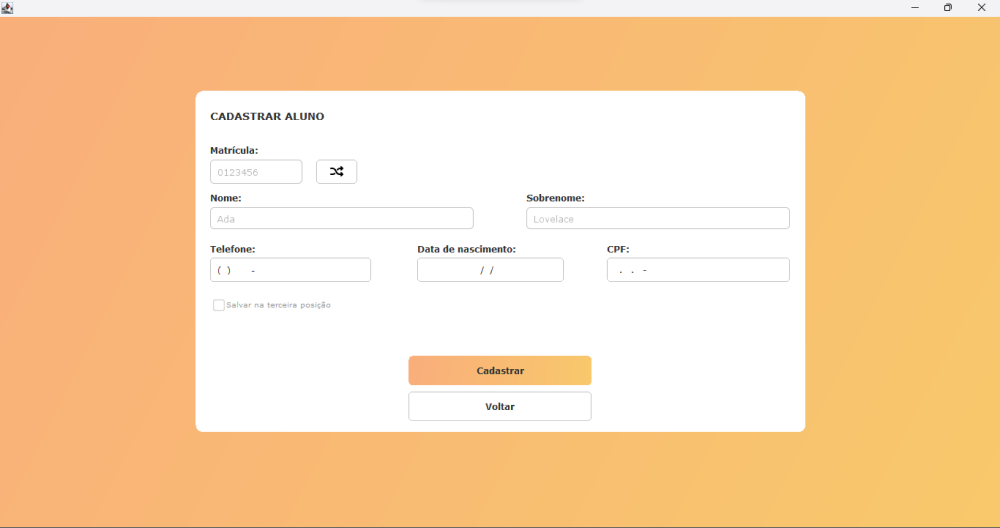 CADASTRAR ALUNO
Matrícula:
0123456
Nome: Sobrenome:
Ada Lovelace
Telefone: Data de nascimento: CPF:
( ) - / / . . -
Salvar na terceira posição
Cadastrar
Voltar